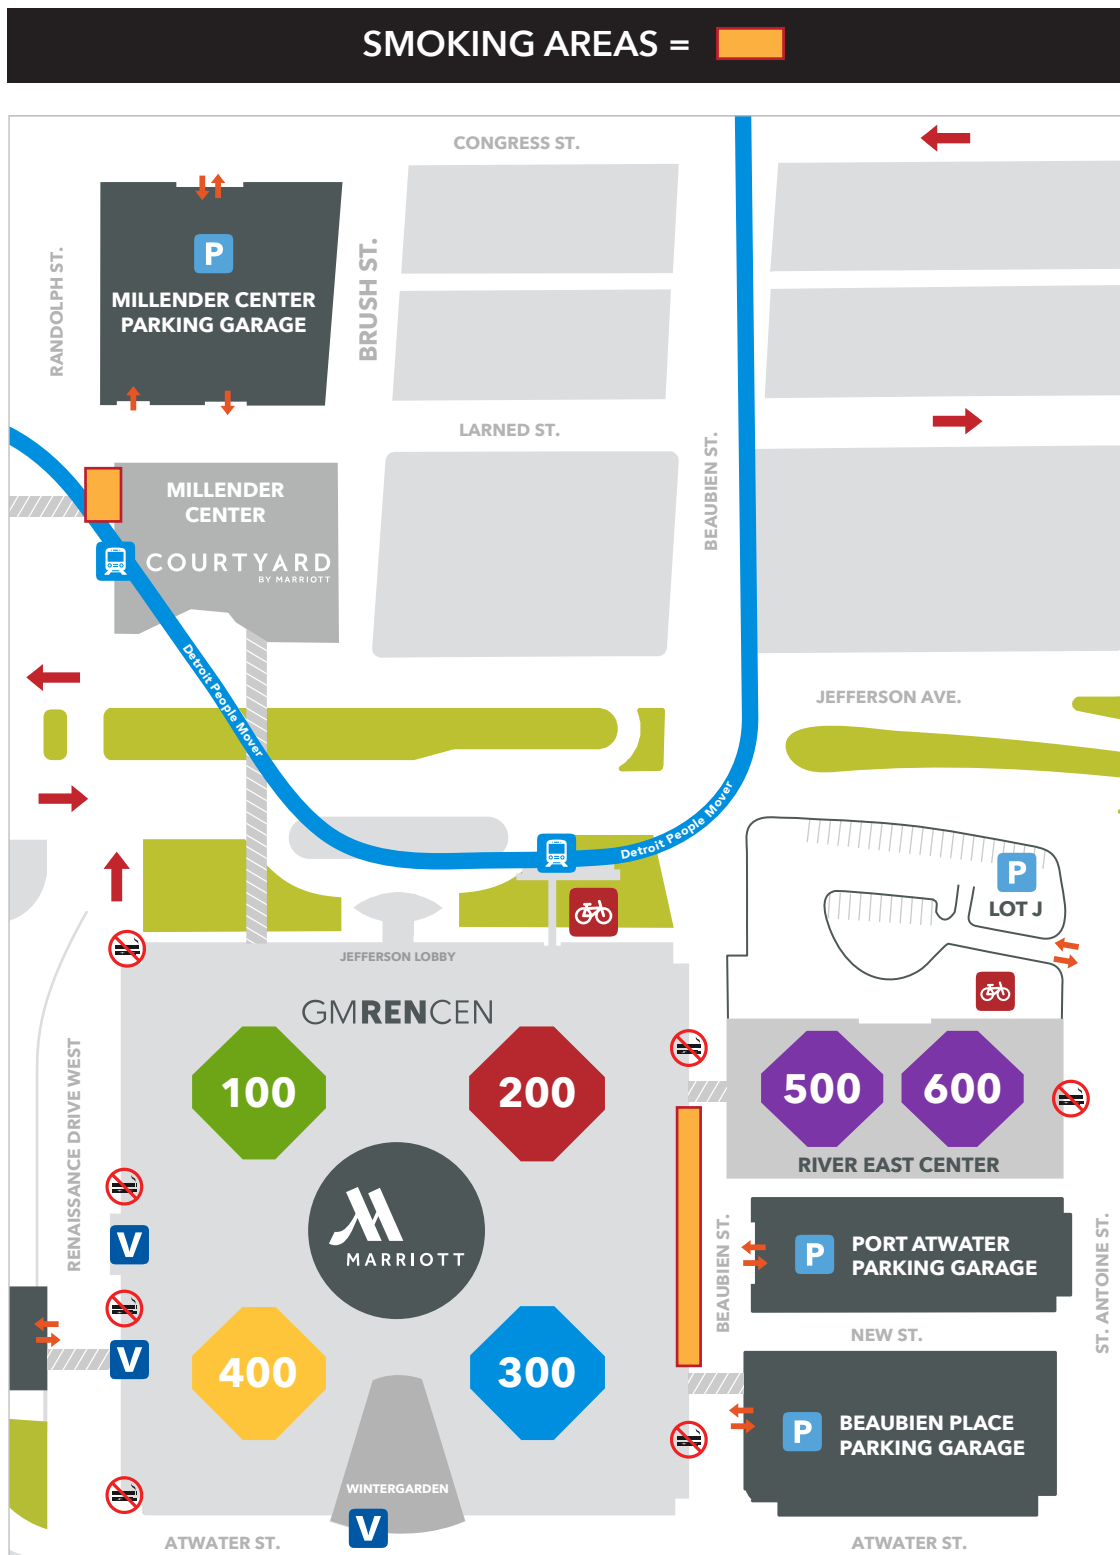 SMOKING AREAS =
CONGRESS ST.
RANDOLPH ST.
P
MILLENDER CENTER
PARKING GARAGE
BRUSH ST.
LARNED ST.
BEAUBIEN ST.
MILLENDER
CENTER
COURTYARD
BY MARRIOTT
Detroit People Mover
JEFFERSON AVE.
Detroit People Mover
P
LOT J
JEFFERSON LOBBY
GMRENCEN
100
200
500
600
RIVER EAST CENTER
RENAISSANCE DRIVE WEST
V
MARRIOTT
BEAUBIEN ST.
P
PORT ATWATER
PARKING GARAGE
ST. ANTOINE ST.
NEW ST.
V
400
300
P
BEAUBIEN PLACE
PARKING GARAGE
WINTERGARDEN
V
ATWATER ST.
ATWATER ST.